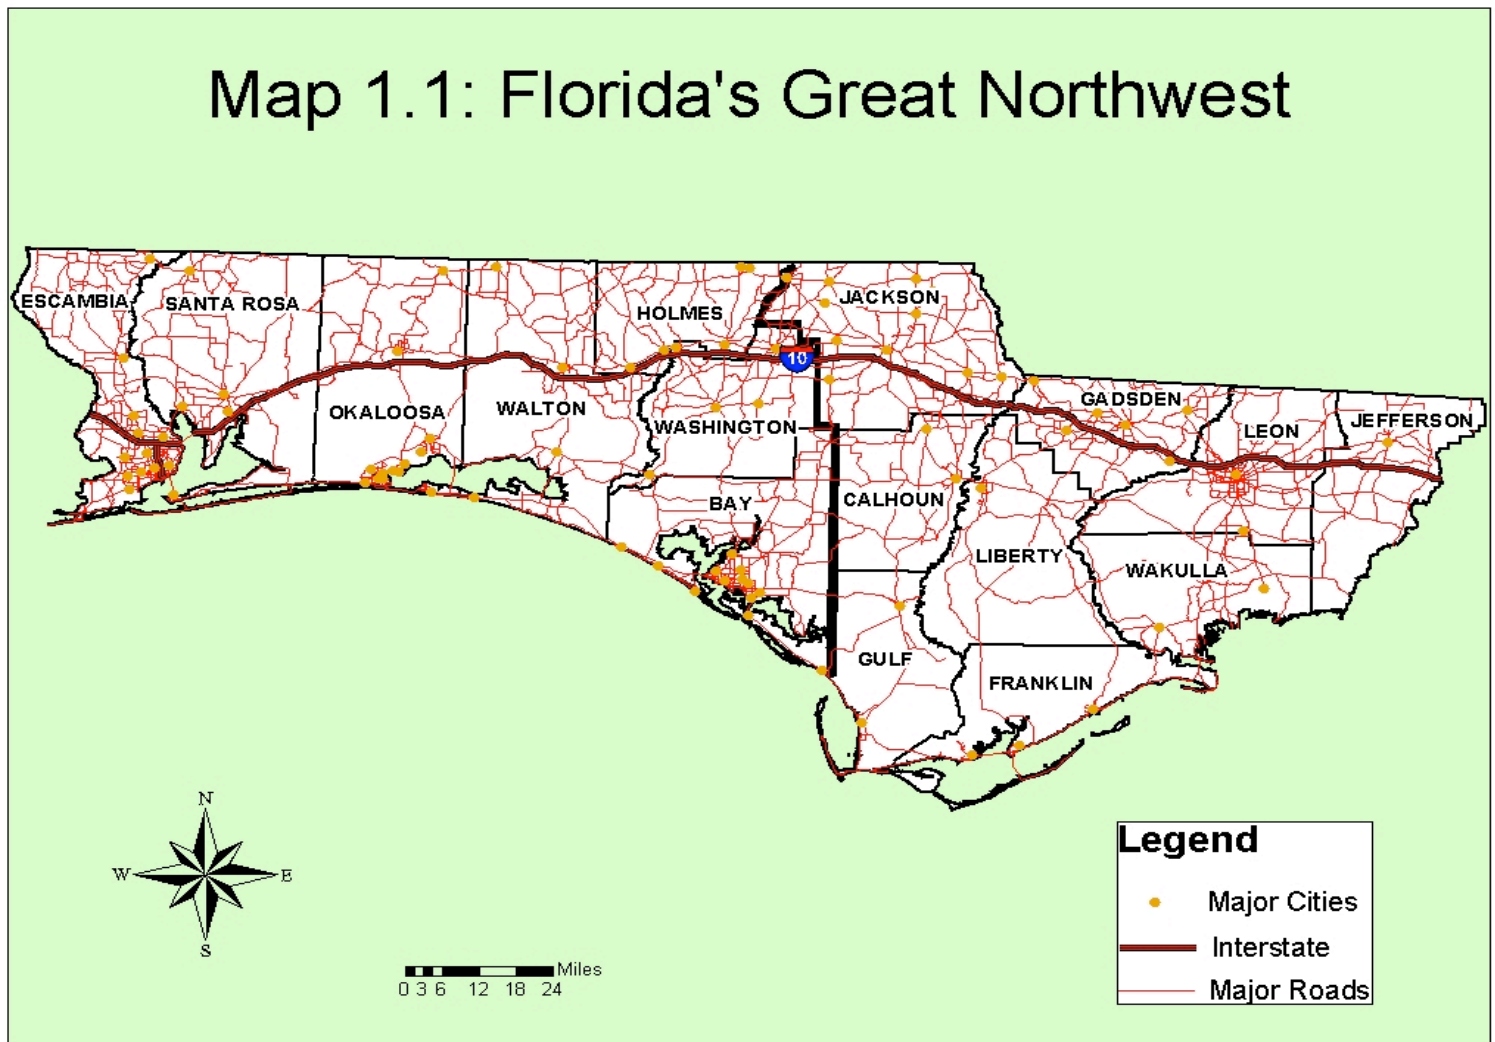 Map 1.1: Florida's Great Northwest
ESCAMBIA
SANTA ROSA
HOLMES
JACKSON
10
OKALOOSA
WALTON
WASHINGTON
GADSDEN
LEON
JEFFERSON
BAY
CALHOUN
LIBERTY
WAKULLA
GULF
FRANKLIN
N
W E
S
Miles
0 3 6 12 18 24
Legend
Major Cities
Interstate
Major Roads